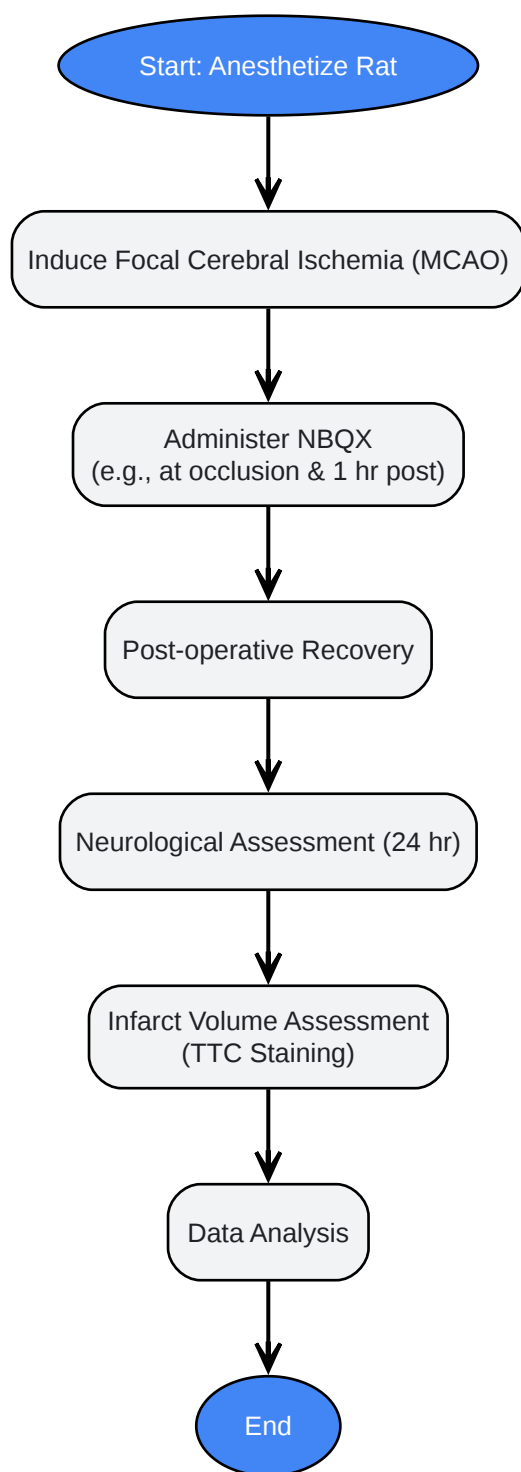 Start: Anesthetize Rat
Induce Focal Cerebral Ischemia (MCAO)
Administer NBQX
(e.g., at occlusion & 1 hr post)
Post-operative Recovery
Neurological Assessment (24 hr)
Infarct Volume Assessment
(TTC Staining)
Data Analysis
End